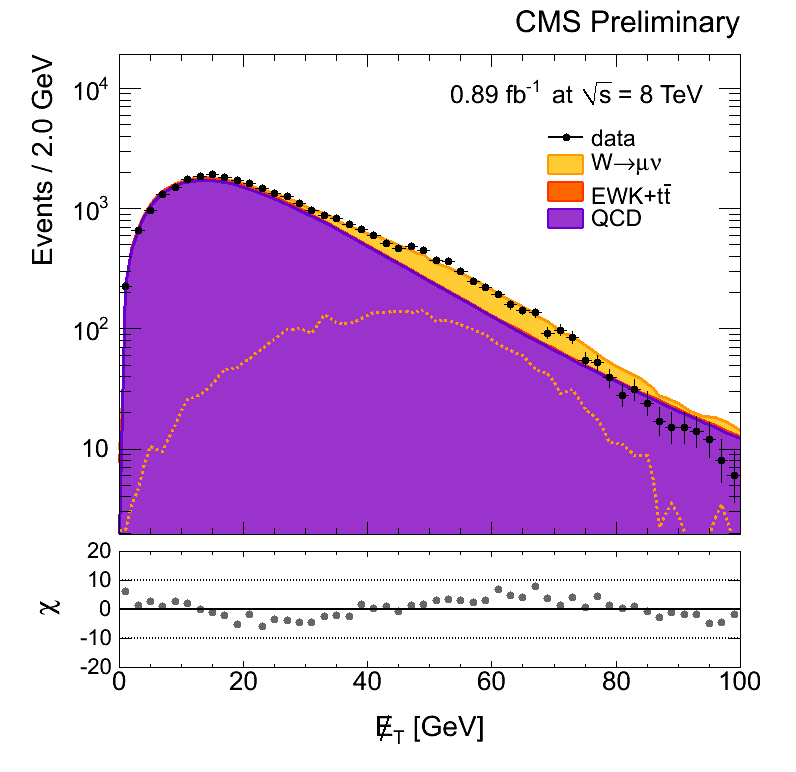 CMS Preliminary
0.89 fb⁻¹ at √s = 8 TeV
data
W→μν
EWK+tt̄
QCD
Events / 2.0 GeV
10⁴
10³
10²
10
20
10
0
-10
-20
χ
0 20 40 60 80 100
E̸_T [GeV]